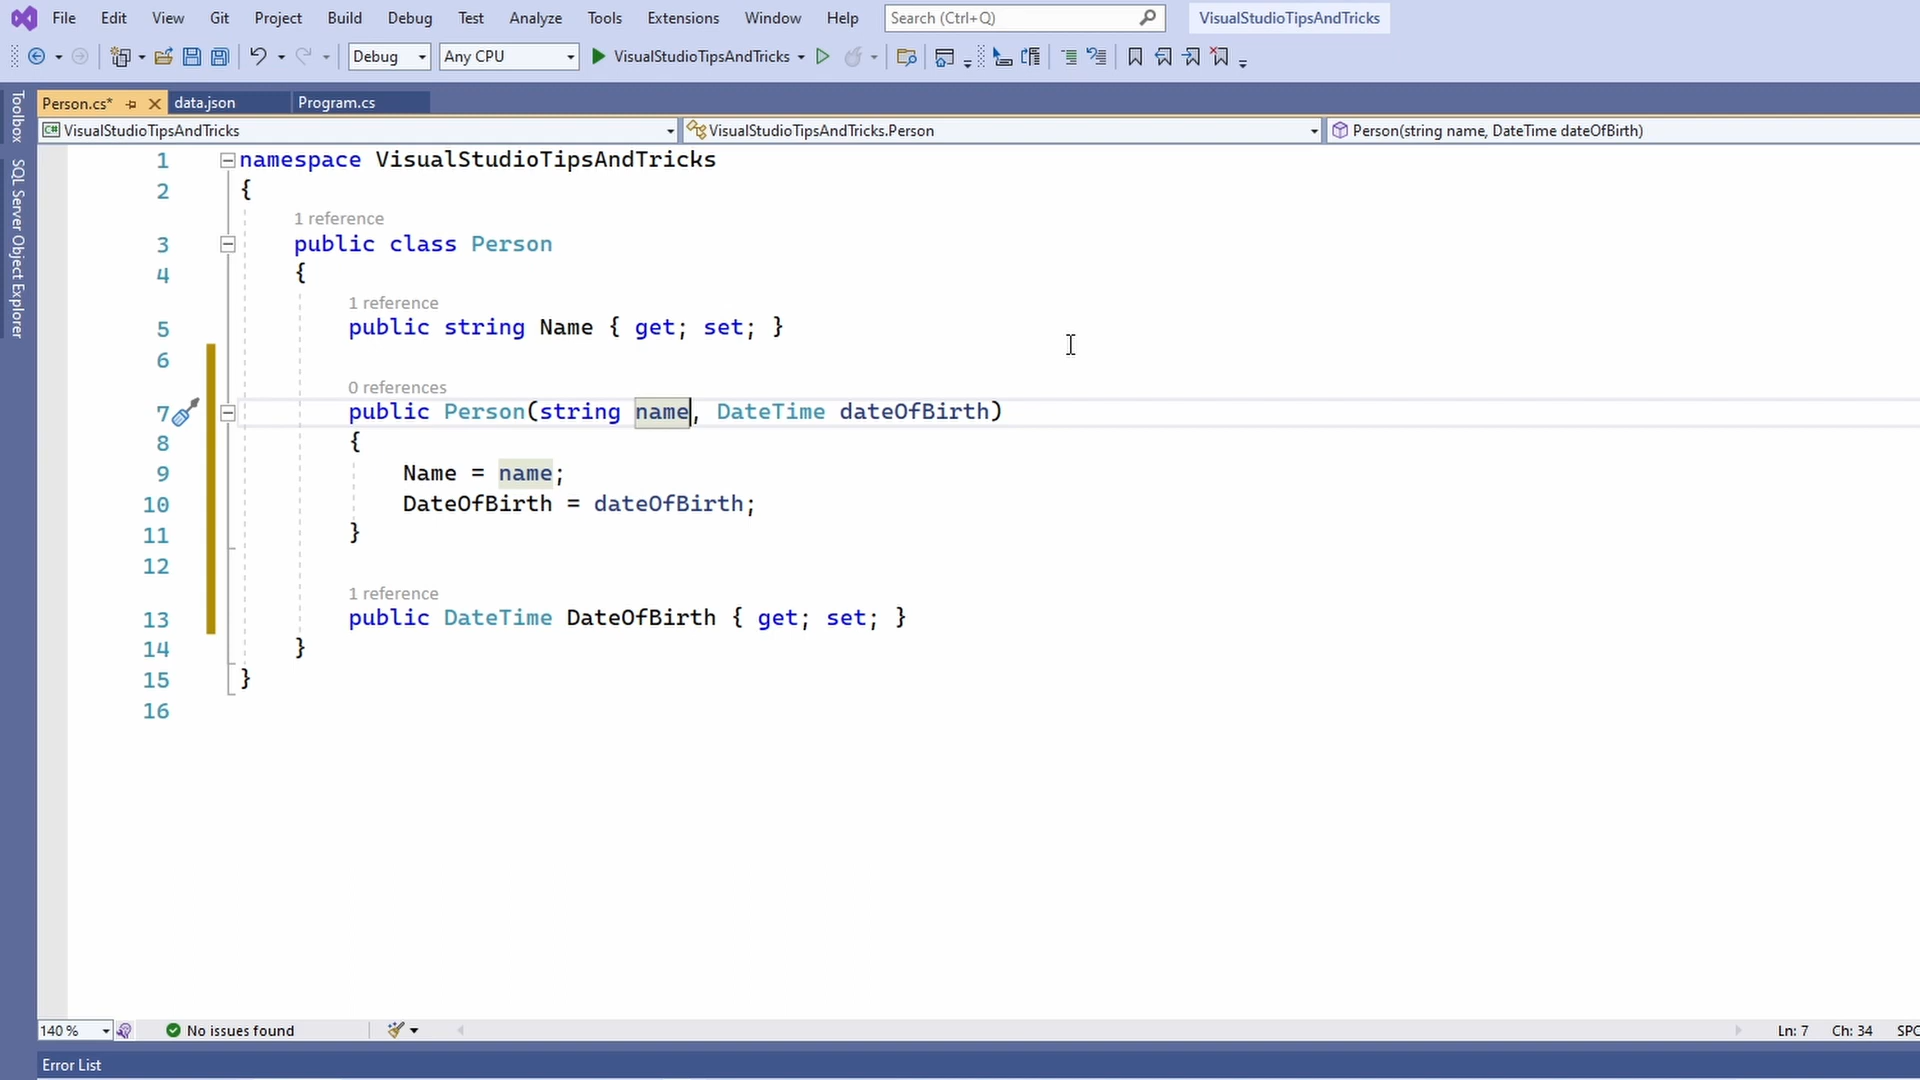 File Edit View Git Project Build Debug Test Analyze Tools Extensions Window Help Search (Ctrl+Q) VisualStudioTipsAndTricks
Debug Any CPU VisualStudioTipsAndTricks
Toolbox
SQL Server Object Explorer
Person.cs* data.json Program.cs
C# VisualStudioTipsAndTricks VisualStudioTipsAndTricks.Person Person(string name, DateTime dateOfBirth)
1 namespace VisualStudioTipsAndTricks
2 {
1 reference
3 public class Person
4 {
1 reference
5 public string Name { get; set; }
6
0 references
7 public Person(string name, DateTime dateOfBirth)
8 {
9 Name = name;
10 DateOfBirth = dateOfBirth;
11 }
12
1 reference
13 public DateTime DateOfBirth { get; set; }
14 }
15 }
16
140 % No issues found Ln: 7 Ch: 34 SPC
Error List